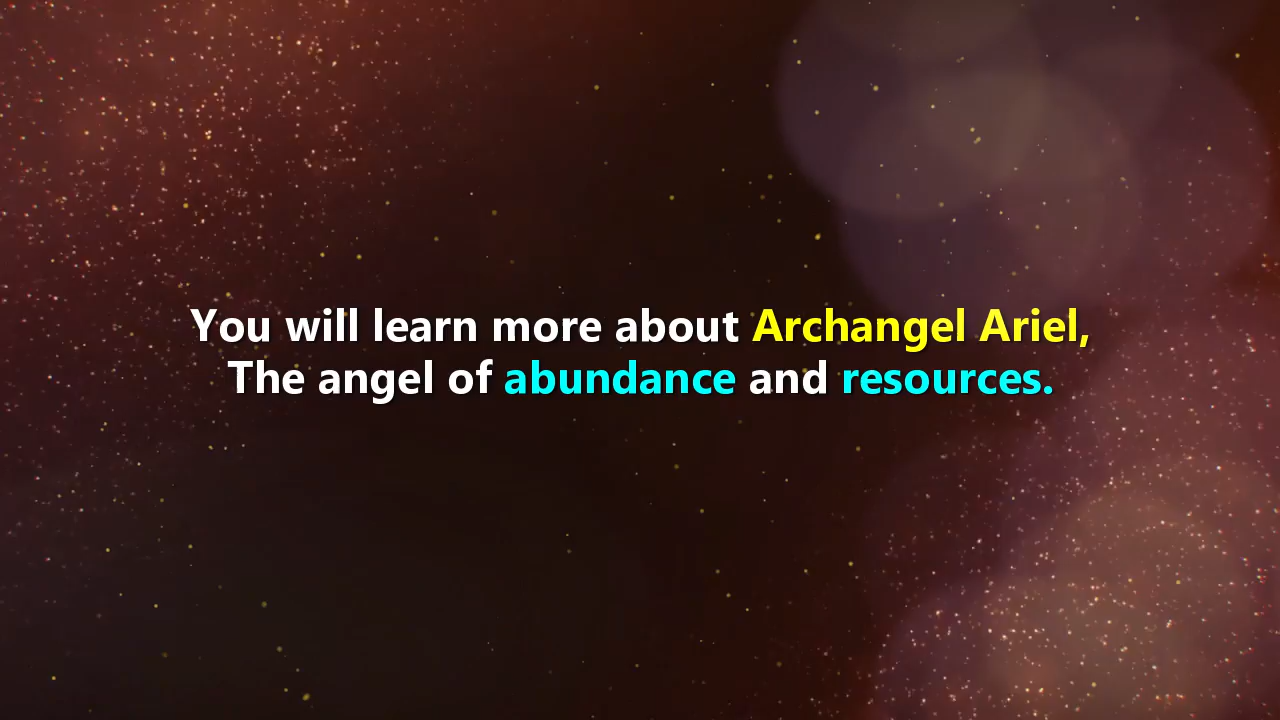 You will learn more about Archangel Ariel,
The angel of abundance and resources.